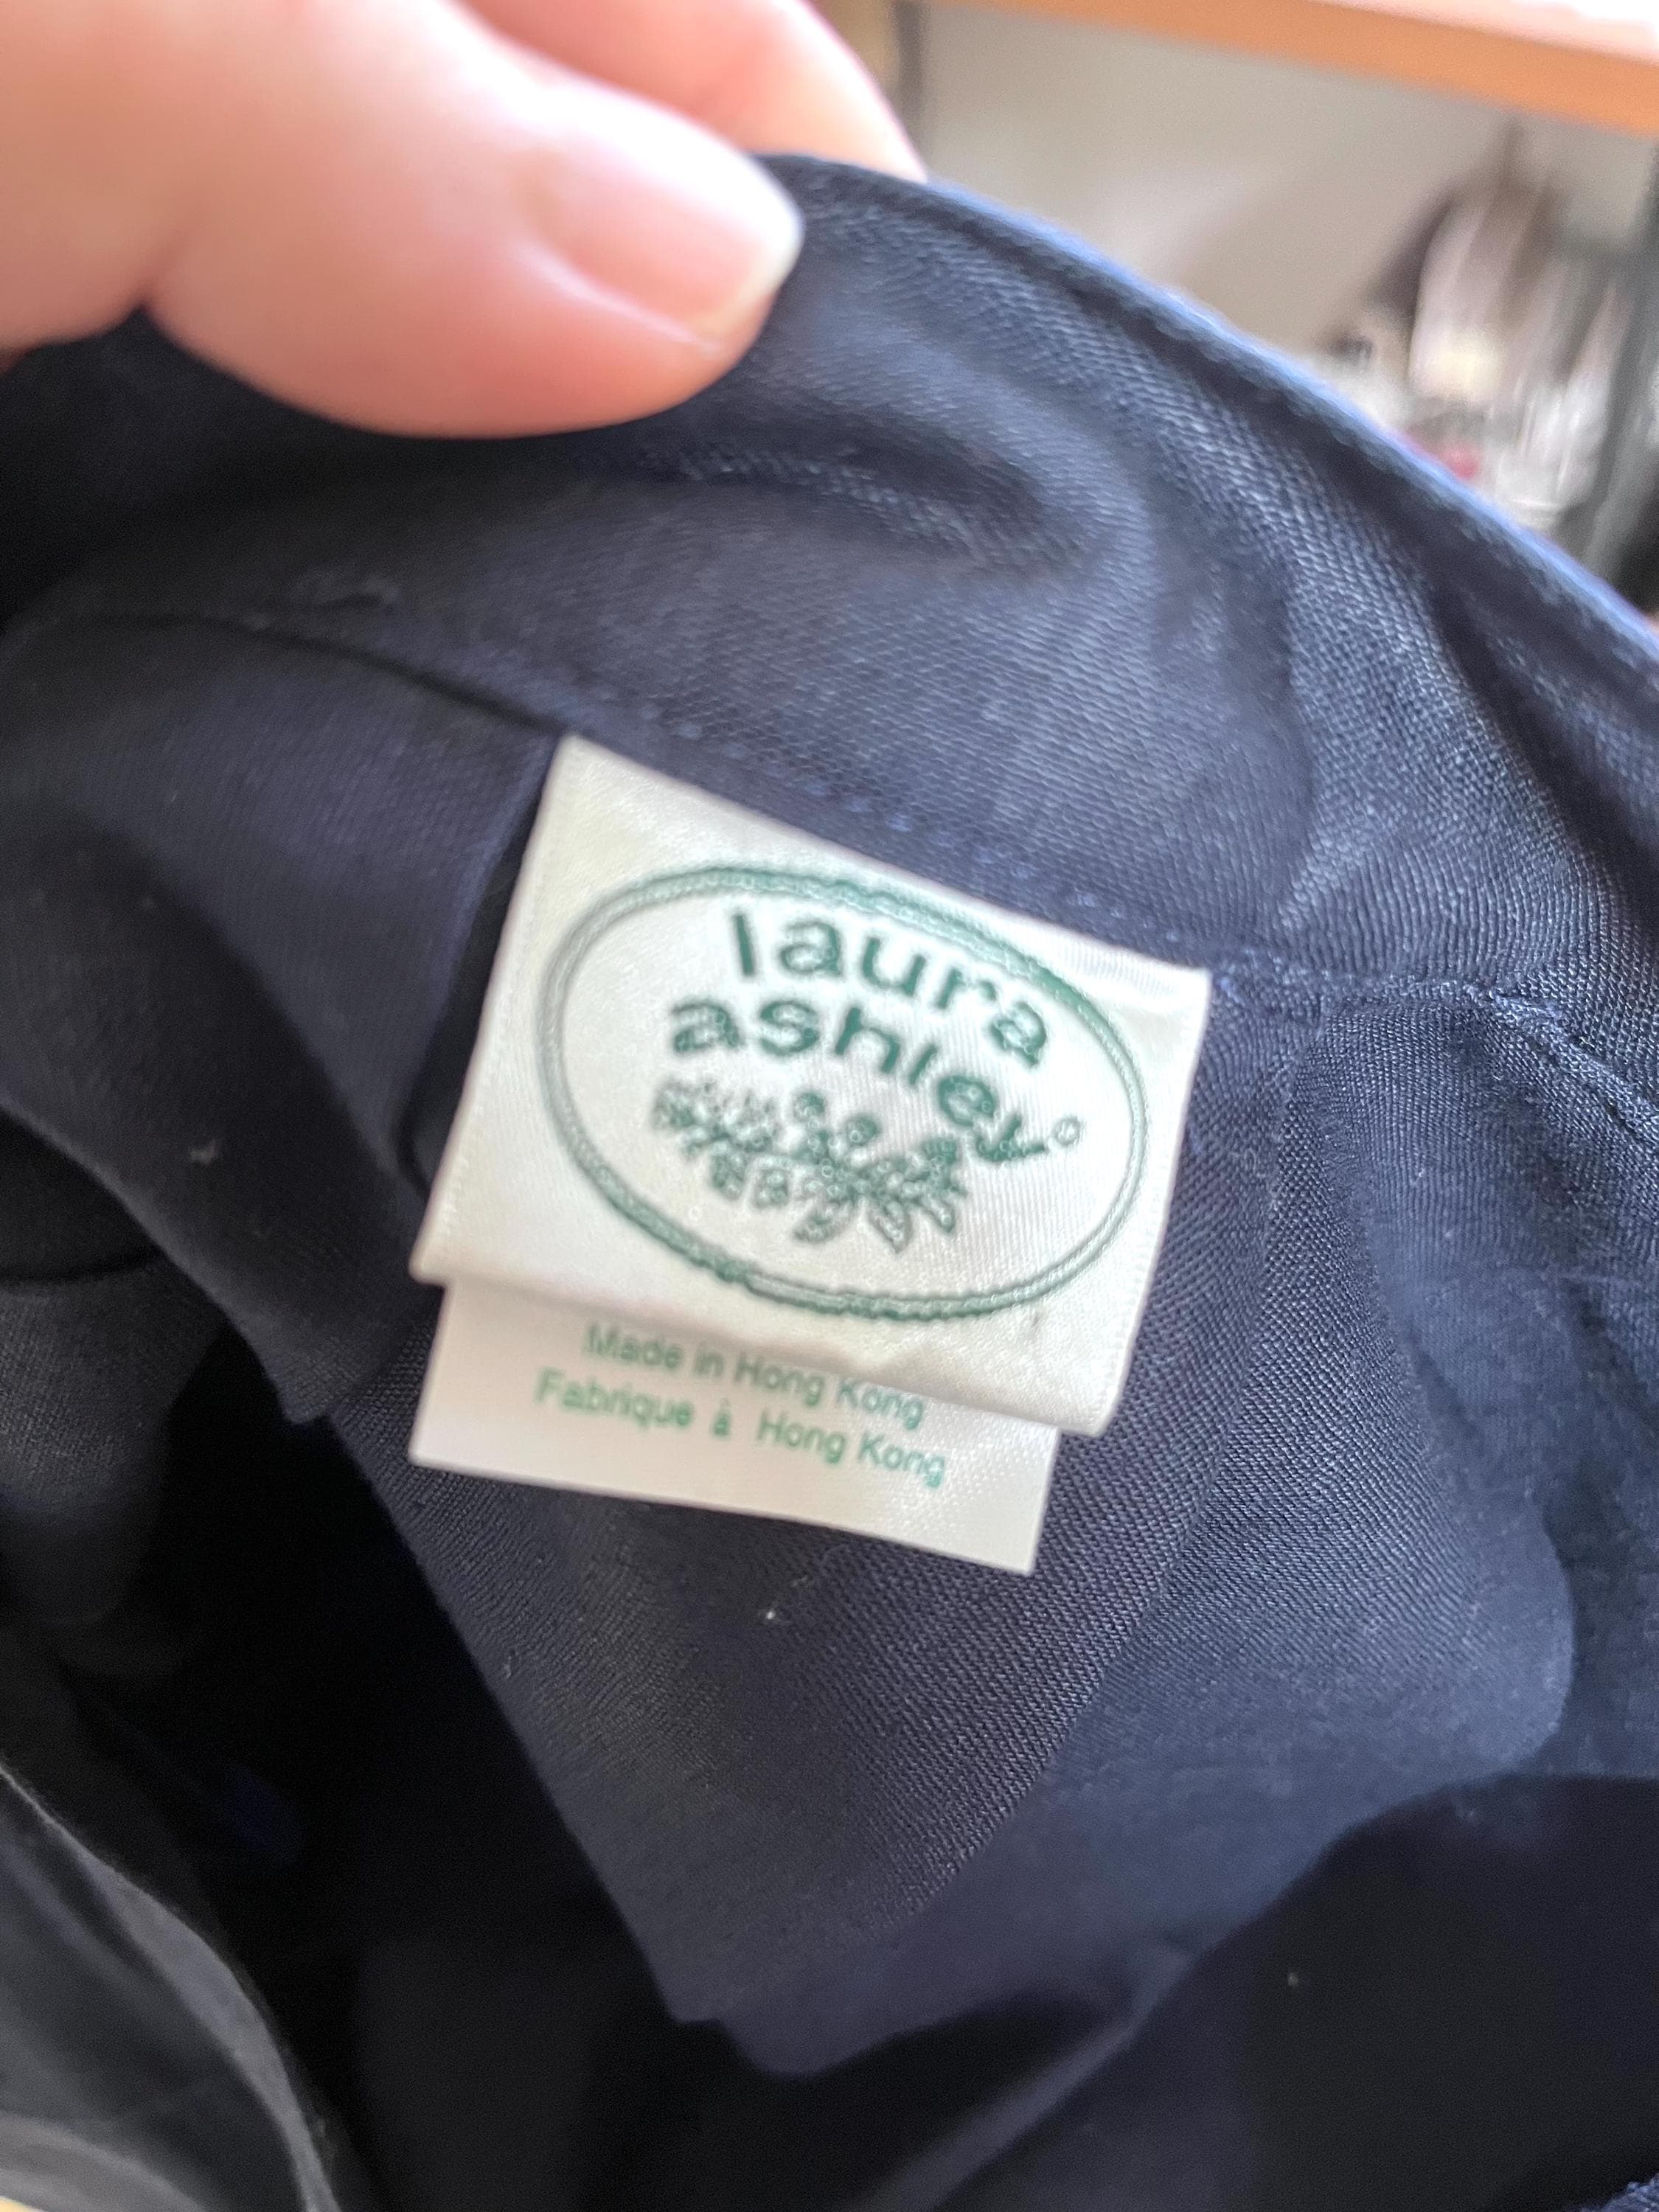 laura
ashley
Made in Hong Kong
Fabrique à Hong Kong